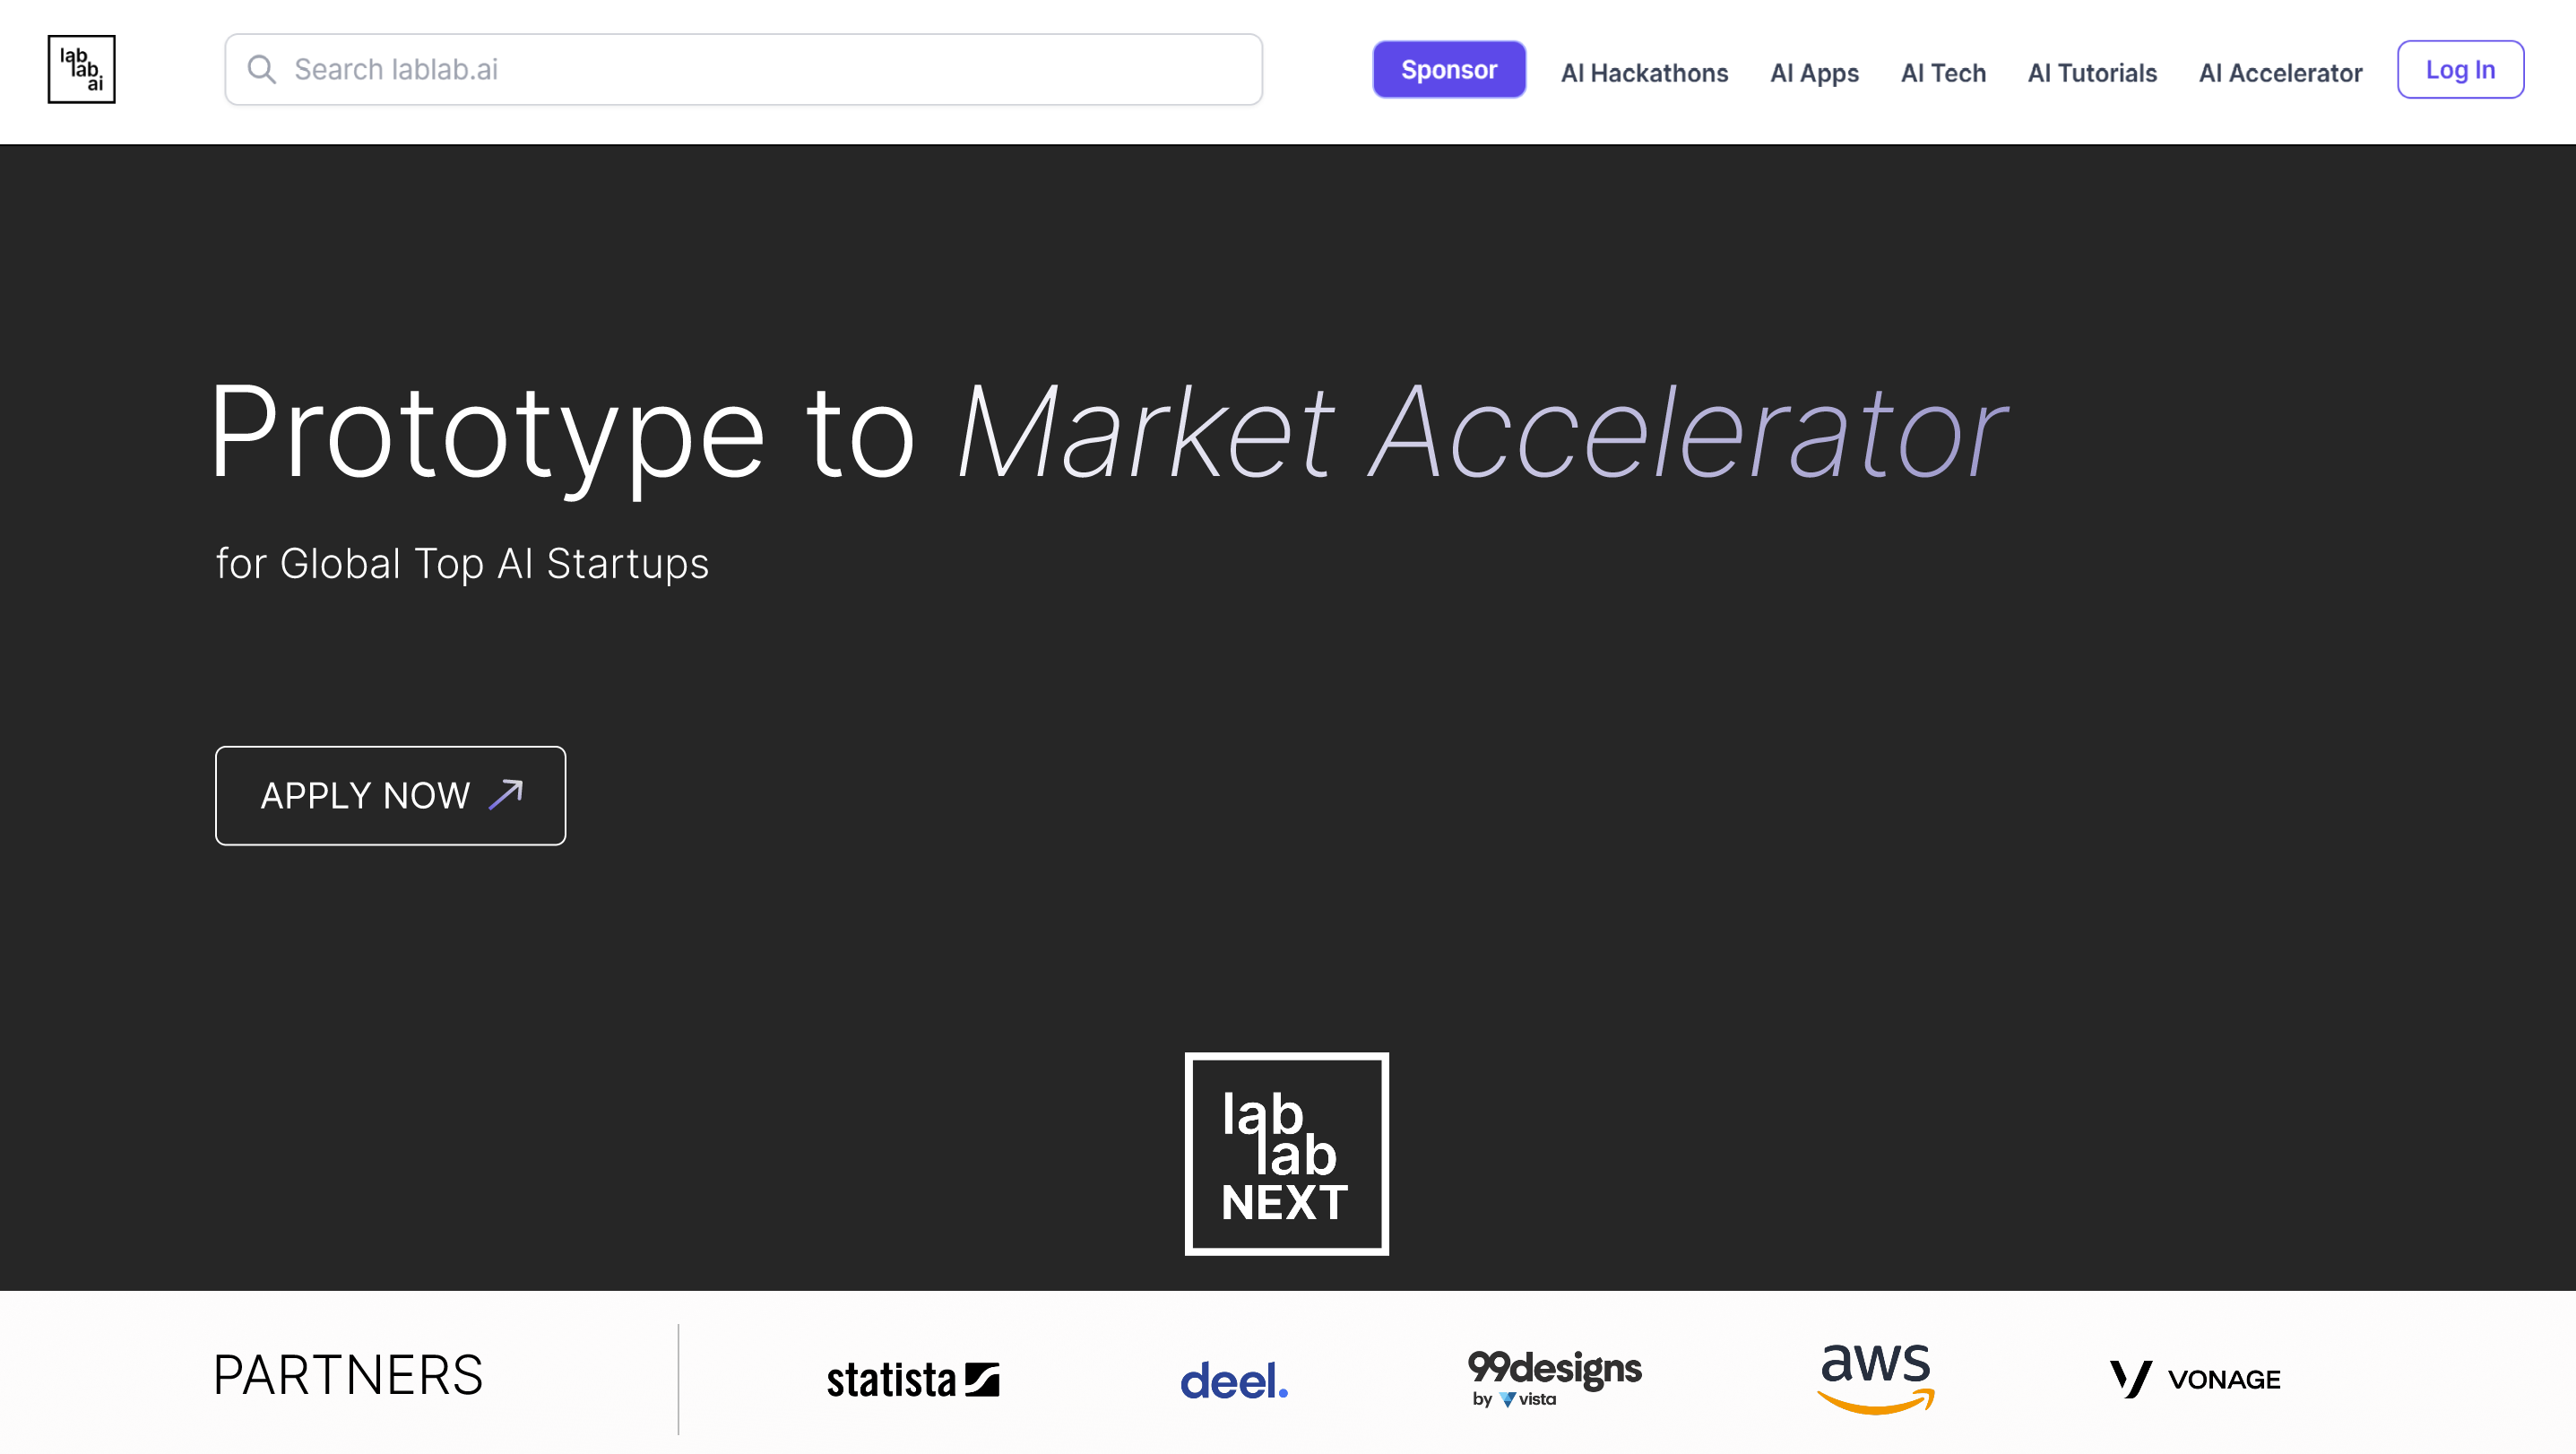 lab
lab
ai
Search lablab.ai
Sponsor
AI Hackathons
AI Apps
AI Tech
AI Tutorials
AI Accelerator
Log In
Prototype to Market Accelerator
for Global Top AI Startups
APPLY NOW
lab
lab
NEXT
PARTNERS
statista
deel.
99designs
by vista
aws
VONAGE